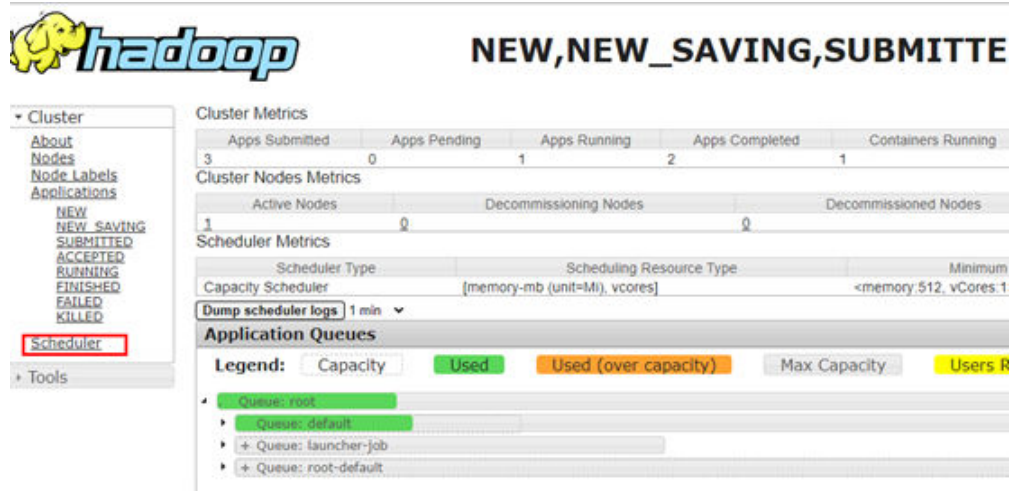 hadoop
NEW,NEW_SAVING,SUBMITTE
Cluster
About
Nodes
Node Labels
Applications
NEW
NEW_SAVING
SUBMITTED
ACCEPTED
RUNNING
FINISHED
FAILED
KILLED
Scheduler
Tools
Cluster Metrics
Apps Submitted Apps Pending Apps Running Apps Completed Containers Running
3 0 1 2 1
Cluster Nodes Metrics
Active Nodes Decommissioning Nodes Decommissioned Nodes
1 0 0
Scheduler Metrics
Scheduler Type Scheduling Resource Type Minimum
Capacity Scheduler [memory-mb (unit=Mi), vcores] <memory:512, vCores:1
Dump scheduler logs 1 min
Application Queues
Legend: Capacity Used Used (over capacity) Max Capacity Users R
Queue: root
Queue: default
+ Queue: launcher-job
+ Queue: root-default